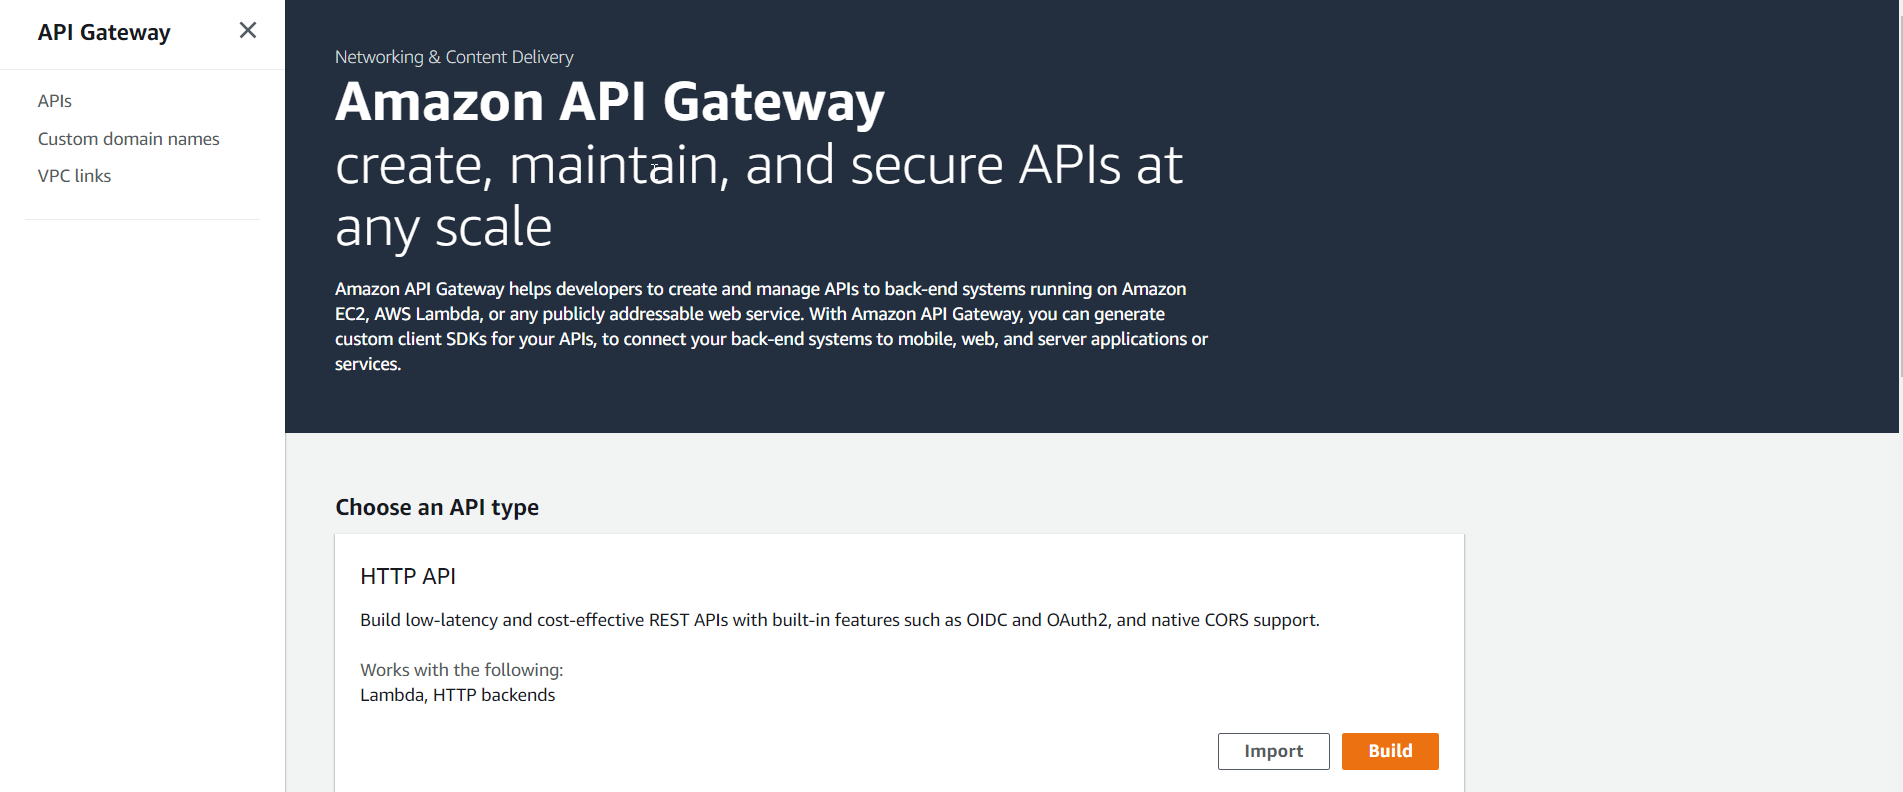 API Gateway
APIs
Custom domain names
VPC links
Networking & Content Delivery
Amazon API Gateway
create, maintain, and secure APIs at
any scale
Amazon API Gateway helps developers to create and manage APIs to back-end systems running on Amazon
EC2, AWS Lambda, or any publicly addressable web service. With Amazon API Gateway, you can generate
custom client SDKs for your APIs, to connect your back-end systems to mobile, web, and server applications or
services.
Choose an API type
HTTP API
Build low-latency and cost-effective REST APIs with built-in features such as OIDC and OAuth2, and native CORS support.
Works with the following:
Lambda, HTTP backends
Import
Build